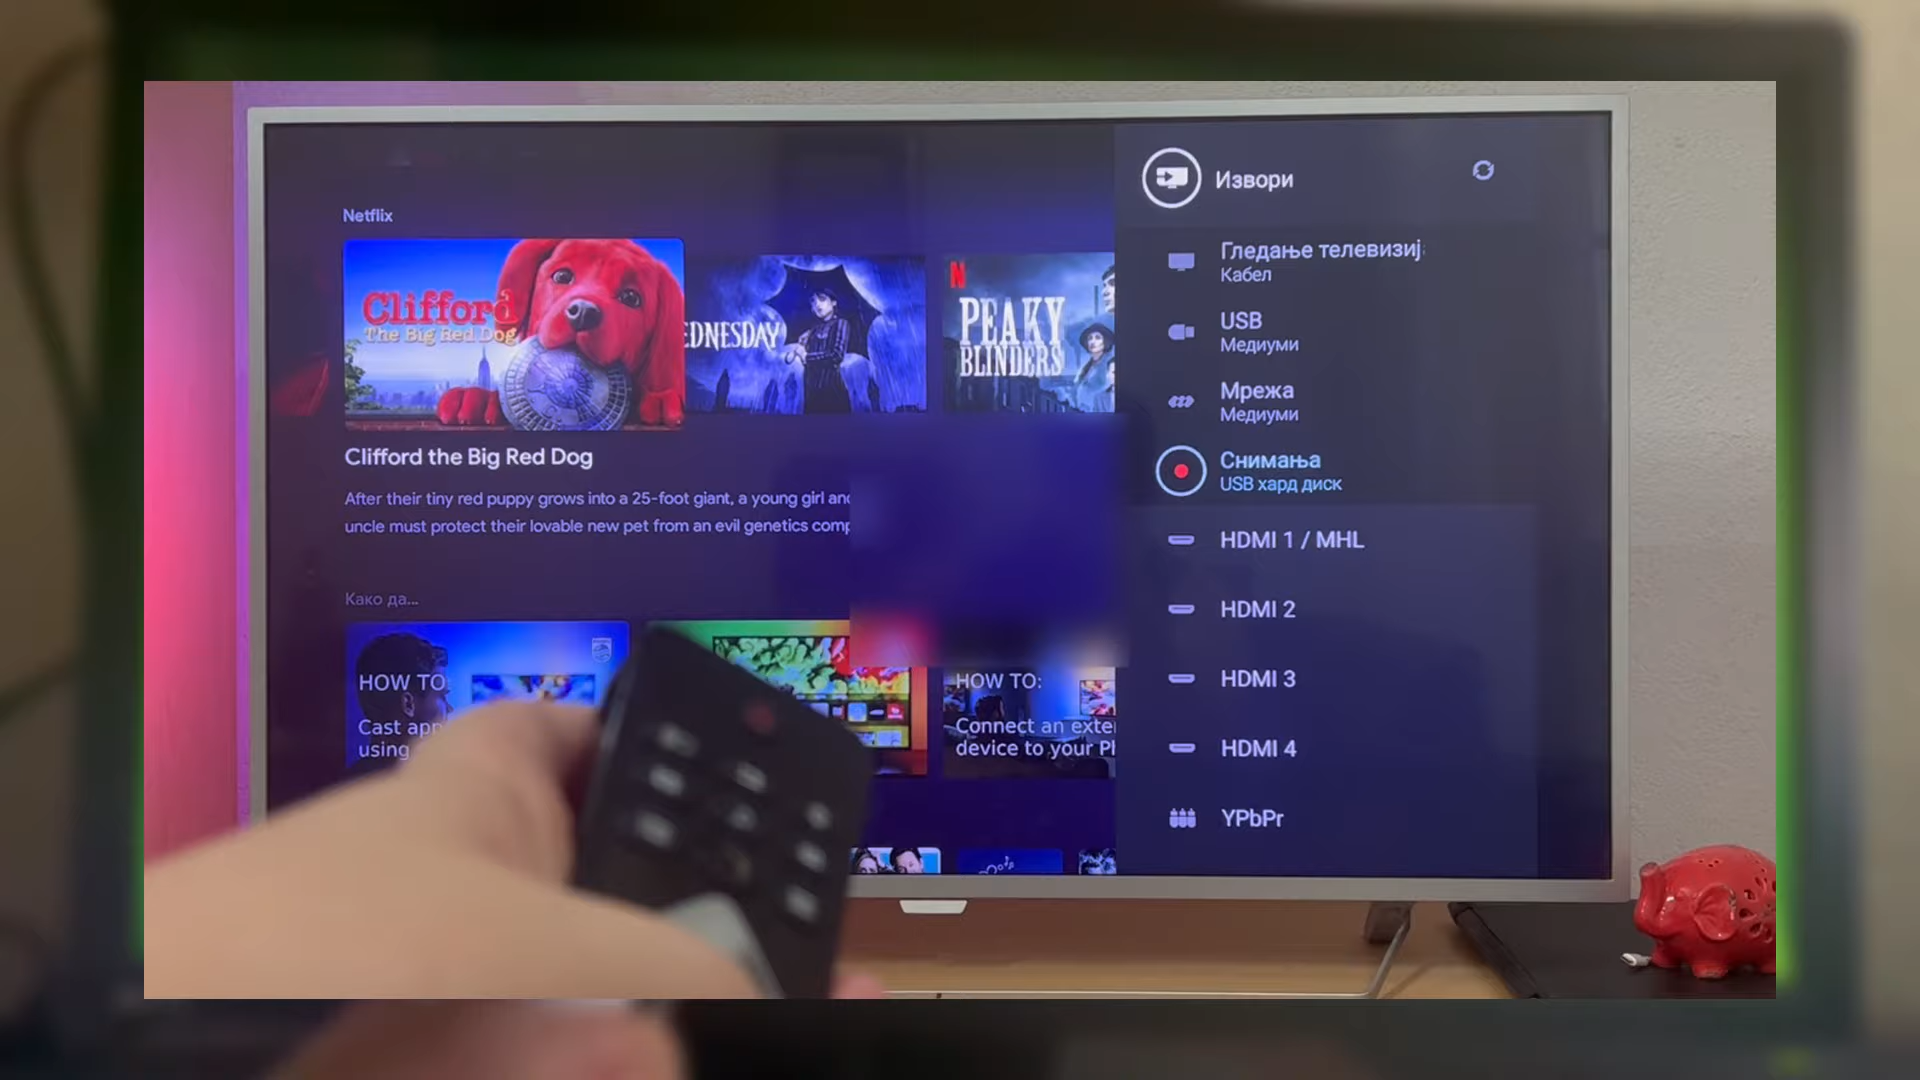 Netflix
Clifford
The Big Red Dog
EDNESDAY
N
PEAKY
BLINDERS
Clifford the Big Red Dog
After their tiny red puppy grows into a 25-foot giant, a young girl and
uncle must protect their lovable new pet from an evil genetics comp
Како да...
HOW TO:
Cast app
using
HOW TO:
Connect an exte
device to your Ph
Извори
Гледање телевизиј
Кабел
USB
Медиуми
Мрежа
Медиуми
Снимања
USB хард диск
HDMI 1 / MHL
HDMI 2
HDMI 3
HDMI 4
YPbPr